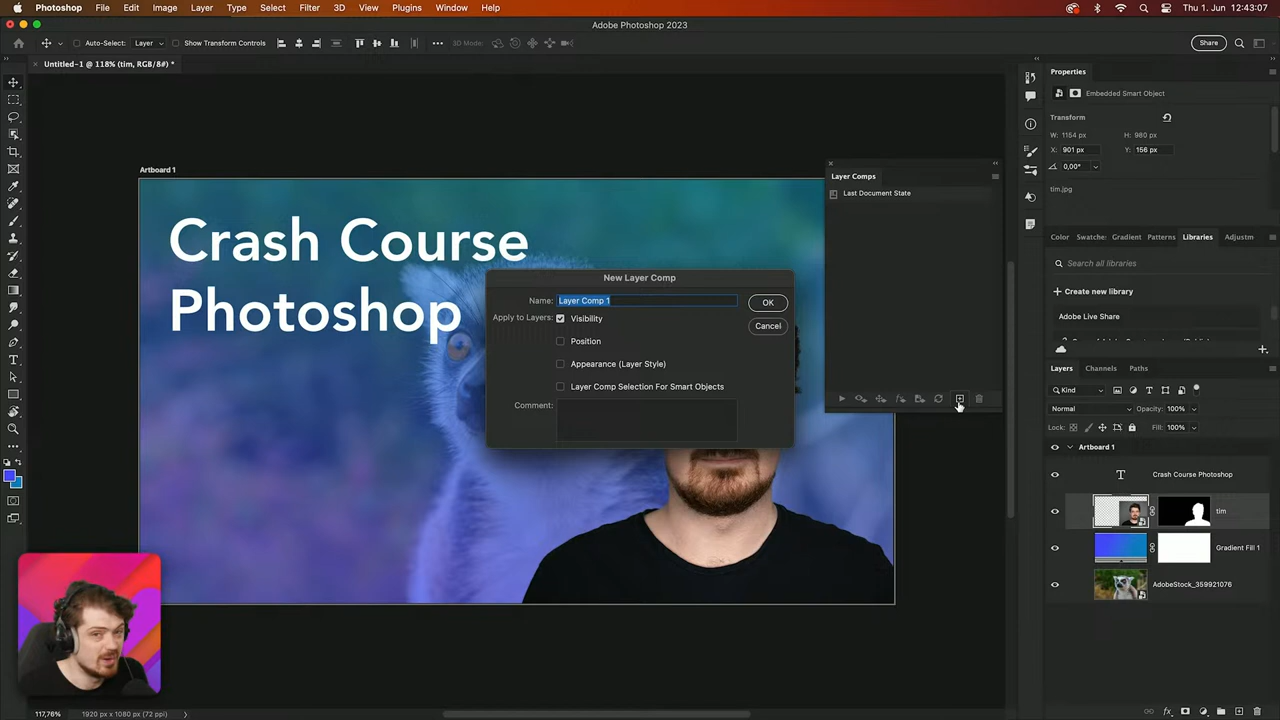 Photoshop File Edit Image Layer Type Select Filter 3D View Plugins Window Help Thu 1. Jun 12:43:07
Adobe Photoshop 2023
Auto-Select: Layer Show Transform Controls 3D Mode: Share
Untitled-1 @ 118% (tim, RGB/8#) *
Artboard 1
Crash Course
Photoshop
Layer Comps
Last Document State
New Layer Comp
Name: Layer Comp 1
OK
Apply to Layers: Visibility
Cancel
Position
Appearance (Layer Style)
Layer Comp Selection For Smart Objects
Comment:
Properties
Embedded Smart Object
Transform
W: 1154 px H: 980 px
X: 901 px Y: 156 px
0,00°
tim.jpg
Color Swatche: Gradient Patterns Libraries Adjustm
Search all libraries
Create new library
Adobe Live Share
Layers Channels Paths
Kind
Normal Opacity: 100%
Lock: Fill: 100%
Artboard 1
T Crash Course Photoshop
tim
Gradient Fill 1
AdobeStock_359921076
117,76% 1920 px x 1080 px (72 ppi)